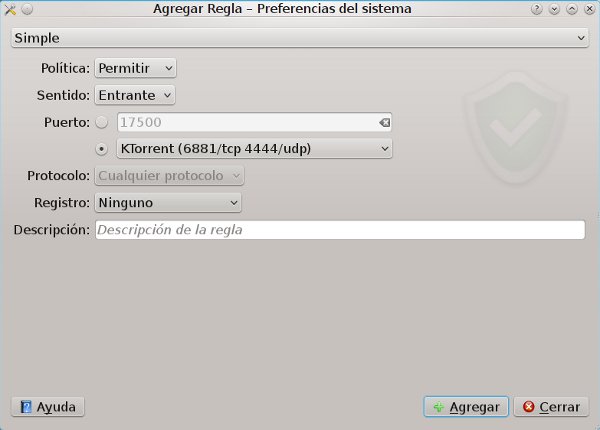 Agregar Regla – Preferencias del sistema
Simple
Política: Permitir
Sentido: Entrante
Puerto: 17500
KTorrent (6881/tcp 4444/udp)
Protocolo: Cualquier protocolo
Registro: Ninguno
Descripción: Descripción de la regla
Ayuda Agregar Cerrar